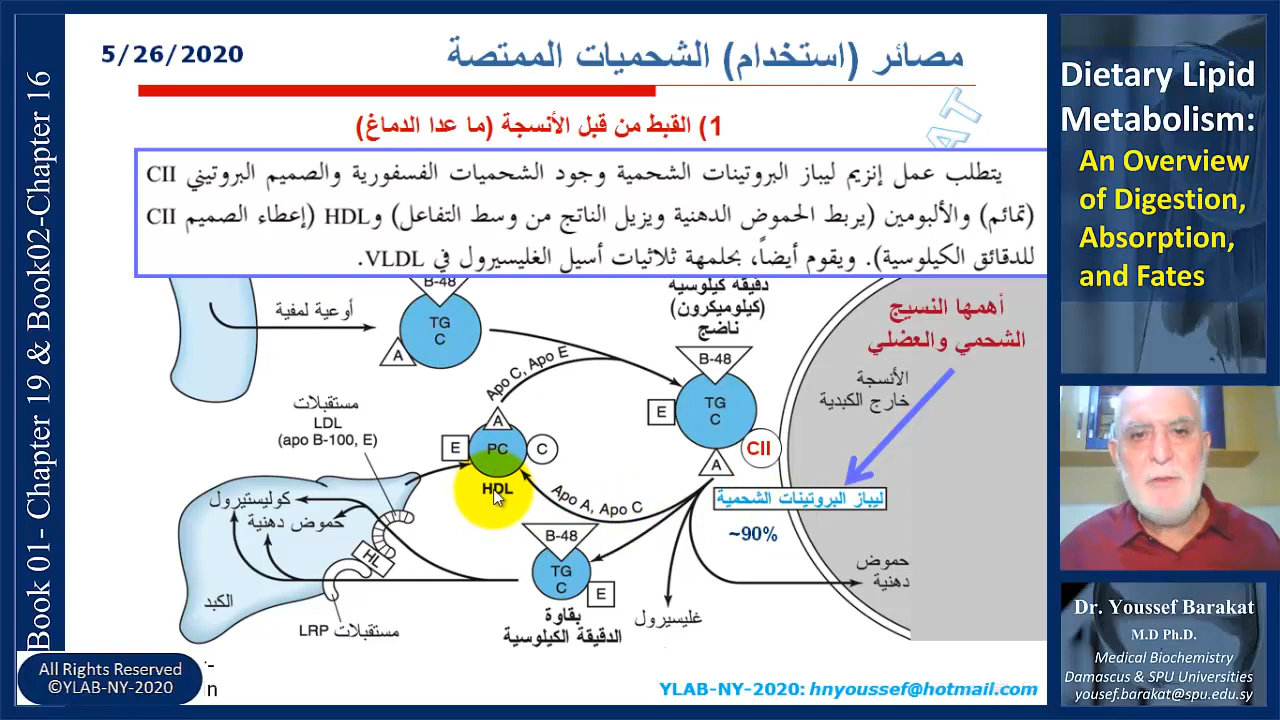 Book 01- Chapter 19 & Book02-Chapter 16
5/26/2020
مصائر (استخدام) الشحميات الممتصة
1) القبط من قبل الأنسجة (ما عدا الدماغ)
يتطلب عمل إنزيم ليباز البروتينات الشحمية وجود الشحميات الفسفورية والصميم البروتيني CII
(تمائم) والألبومين (يربط الحموض الدهنية ويزيل الناتج من وسط التفاعل) وHDL (إعطاء الصميم CII
للدقائق الكيلوسية). ويقوم أيضاً، بحلمهة ثلاثيات أسيل الغليسيرول في VLDL.
B-48
TG
C
A
أوعية لمفية
دقيقة كيلوسية
(كيلوميكرون)
ناضج
B-48
TG
C
E
CII
A
أهمها النسيج
الشحمي والعضلي
الأنسجة
خارج الكبدية
Apo C, Apo E
مستقبلات
LDL
(apo B-100, E)
A
E
PC
C
HDL
Apo A, Apo C
ليباز البروتينات الشحمية
~90%
حموض
دهنية
كوليستيرول
حموض دهنية
HL
الكبد
LRP مستقبلات
B-48
TG
C
E
بقاوة
الدقيقة الكيلوسية
غليسيرول
All Rights Reserved
©YLAB-NY-2020
YLAB-NY-2020: hnyoussef@hotmail.com
Dietary Lipid
Metabolism:
An Overview
of Digestion,
Absorption,
and Fates
Dr. Youssef Barakat
M.D Ph.D.
Medical Biochemistry
Damascus & SPU Universities
yousef.barakat@spu.edu.sy